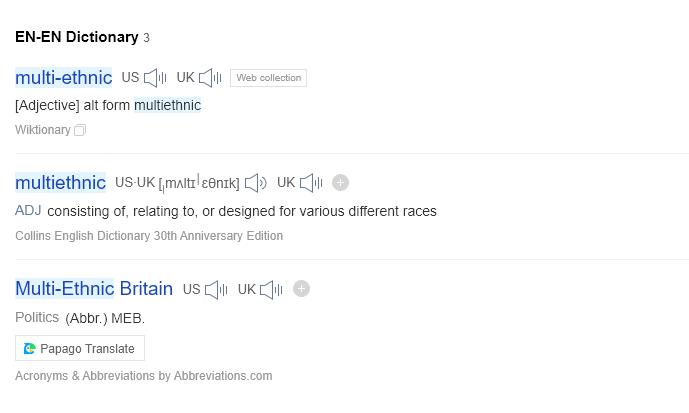 EN-EN Dictionary 3
multi-ethnic US UK Web collection
[Adjective] alt form multiethnic
Wiktionary
multiethnic US·UK [ˌmʌltɪˈɛθnɪk] UK
ADJ consisting of, relating to, or designed for various different races
Collins English Dictionary 30th Anniversary Edition
Multi-Ethnic Britain US UK
Politics (Abbr.) MEB.
Papago Translate
Acronyms & Abbreviations by Abbreviations.com